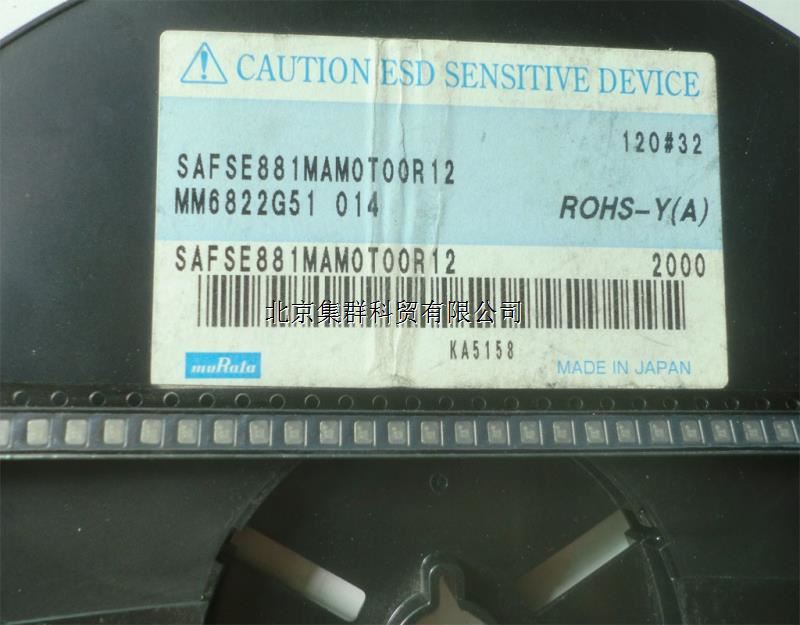 CAUTION ESD SENSITIVE DEVICE
120#32
SAFSE881MAM0T00R12
MM6822G51 014
ROHS-Y(A)
SAFSE881MAM0T00R12 2000
北京集群科贸有限公司
KA5158
muRata
MADE IN JAPAN